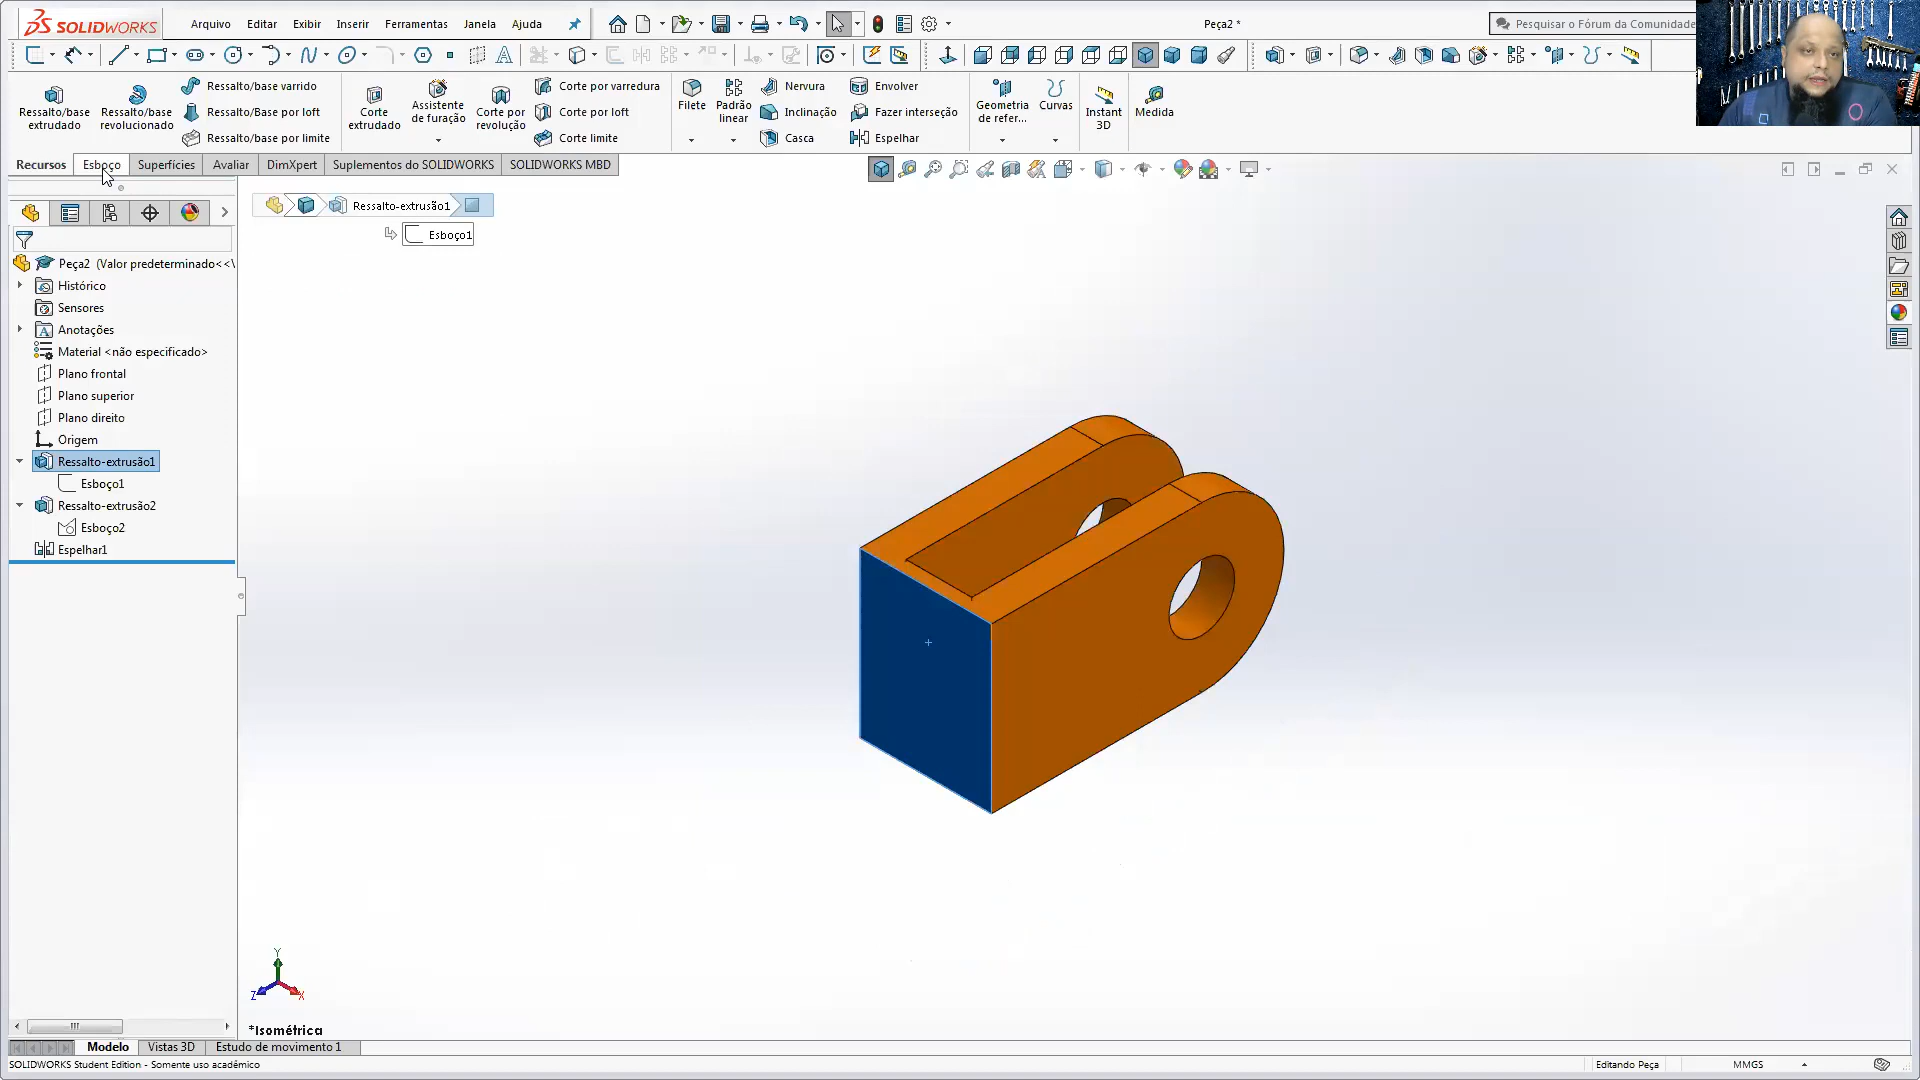 SOLIDWORKS
Arquivo Editar Exibir Inserir Ferramentas Janela Ajuda
Peça2 *
Pesquisar o Fórum da Comunidade
Ressalto/base extrudado
Ressalto/base revolucionado
Ressalto/base varrido
Ressalto/base por loft
Ressalto/base por limite
Corte extrudado
Assistente de furação
Corte por revolução
Corte por varredura
Corte por loft
Corte limite
Filete
Padrão linear
Nervura
Inclinação
Casca
Envolver
Fazer interseção
Espelhar
Geometria de refer...
Curvas
Instant 3D
Medida
Recursos Esboço Superfícies Avaliar DimXpert Suplementos do SOLIDWORKS SOLIDWORKS MBD
Ressalto-extrusão1
Esboço1
Peça2 (Valor predeterminado<<\
Histórico
Sensores
Anotações
Material <não especificado>
Plano frontal
Plano superior
Plano direito
Origem
Ressalto-extrusão1
Esboço1
Ressalto-extrusão2
Esboço2
Espelhar1
Y
Z X
*Isométrica
Modelo Vistas 3D Estudo de movimento 1
SOLIDWORKS Student Edition - Somente uso acadêmico
Editando Peça MMGS